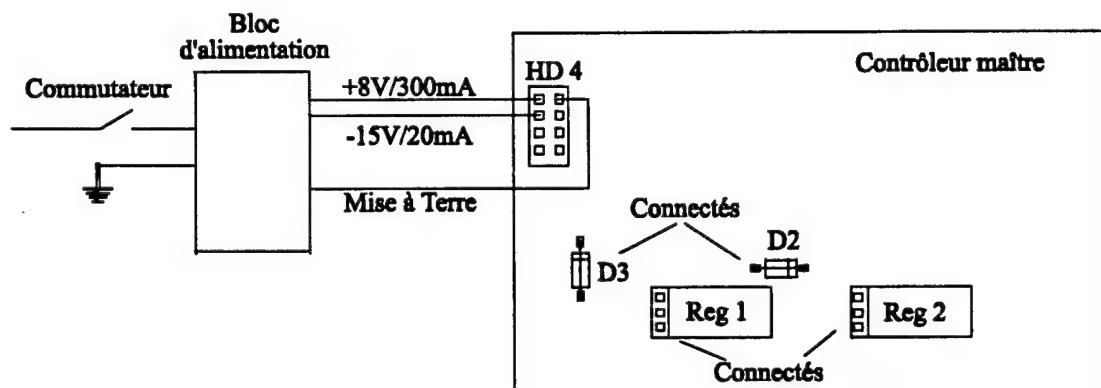 Bloc
d'alimentation
Commutateur
+8V/300mA
-15V/20mA
Mise à Terre
HD 4
Contrôleur maître
Connectés
D3
D2
Reg 1
Reg 2
Connectés